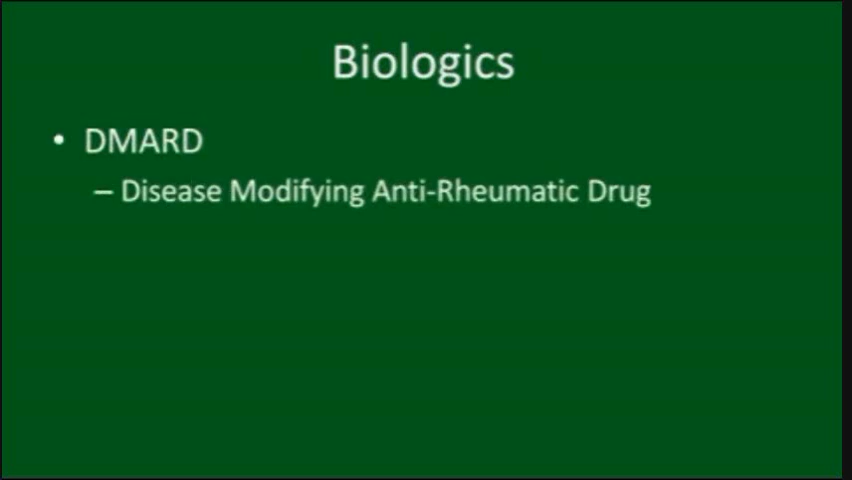 Biologics
• DMARD
– Disease Modifying Anti-Rheumatic Drug